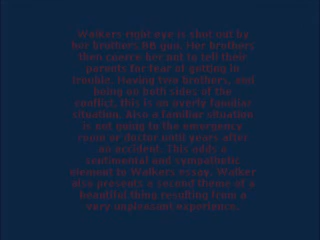 Walkers right eye is shot out by
her brothers BB gun. Her brothers
then coerce her not to tell their
parents for fear of getting in
trouble. Having two brothers, and
being on both sides of the
conflict, this is an overly familiar
situation. Also a familiar situation
is not going to the emergency
room or doctor until years after
an accident. This adds a
sentimental and sympathetic
element to Walkers essay. Walker
also presents a second theme of a
beautiful thing resulting from a
very unpleasant experience.